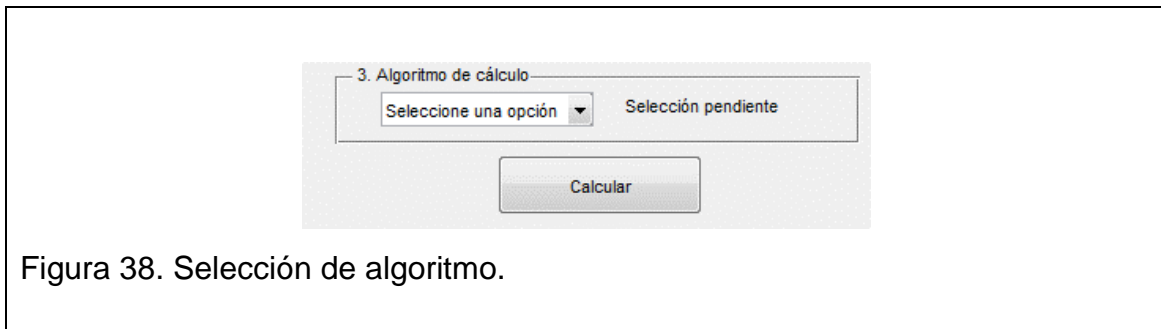 3. Algoritmo de cálculo
Seleccione una opción Selección pendiente
Calcular
Figura 38. Selección de algoritmo.